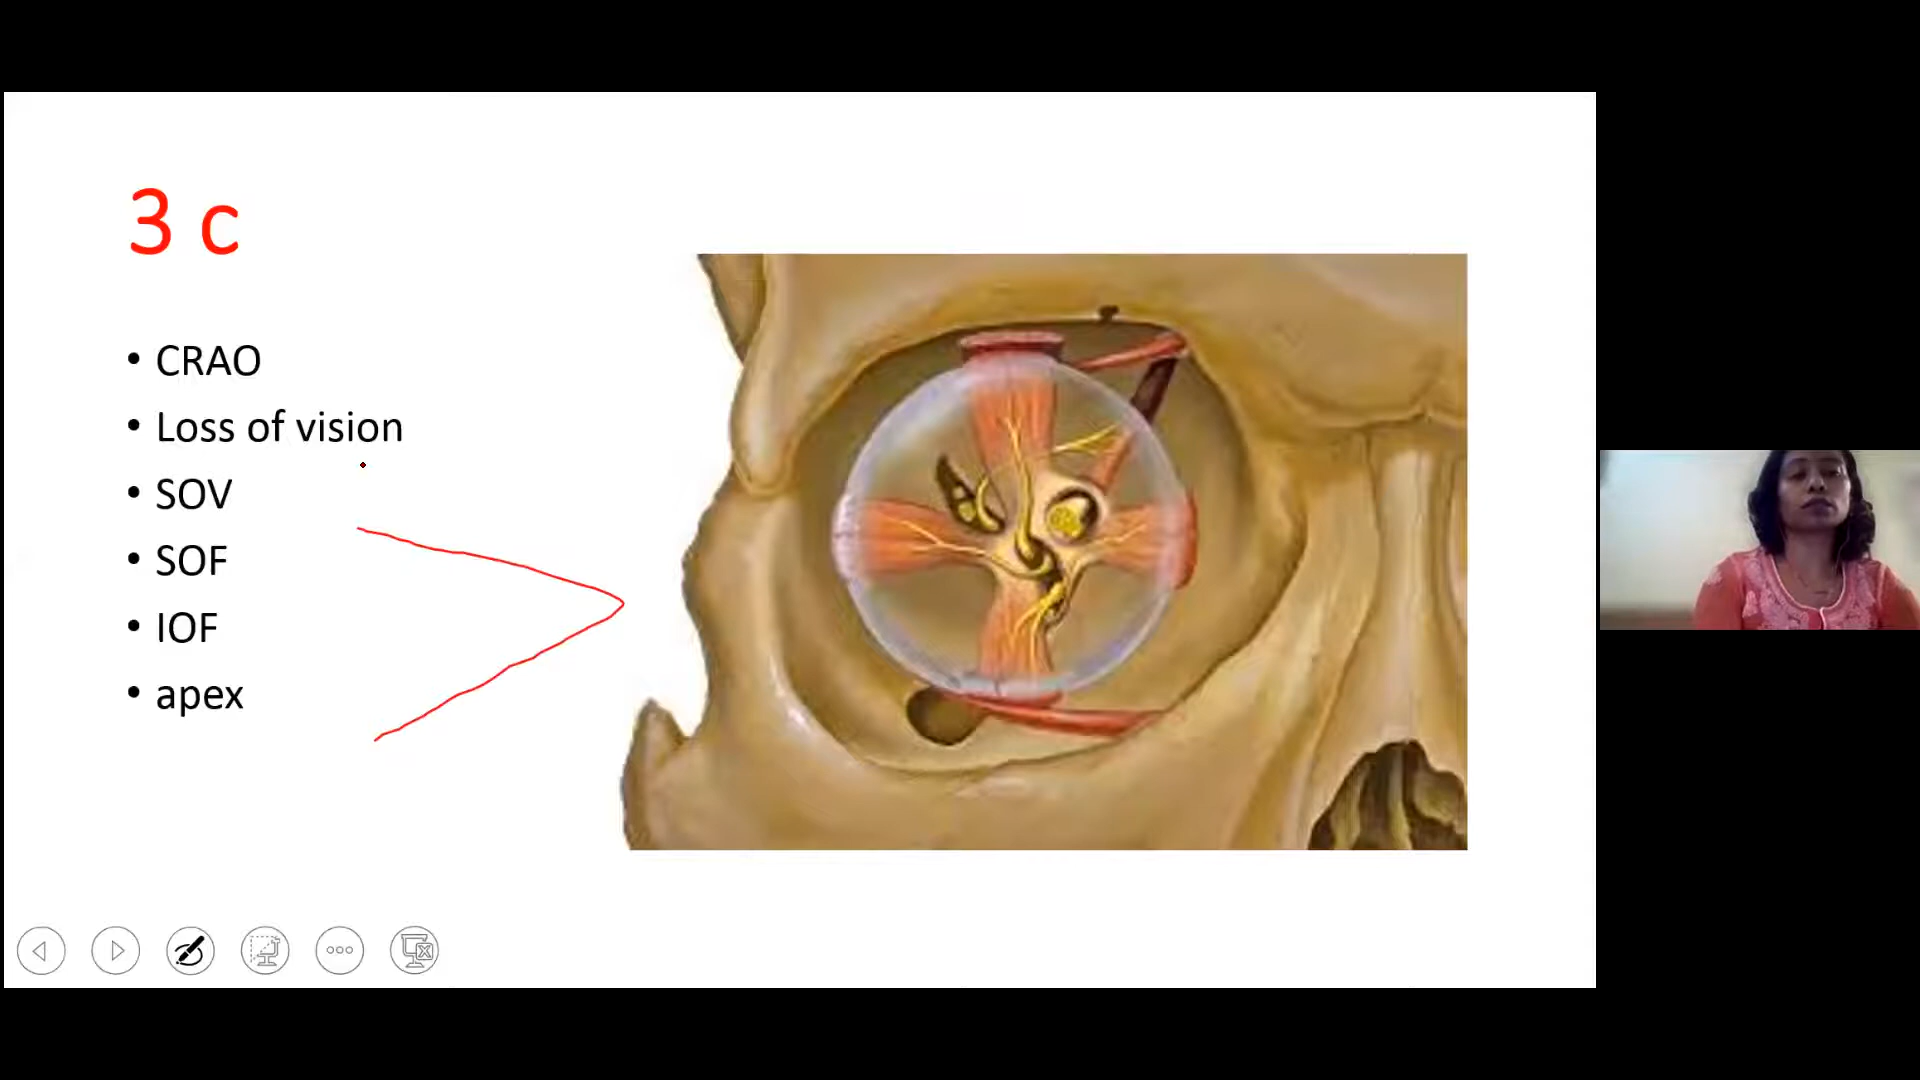 3 c
• CRAO
• Loss of vision
• SOV
• SOF
• IOF
• apex